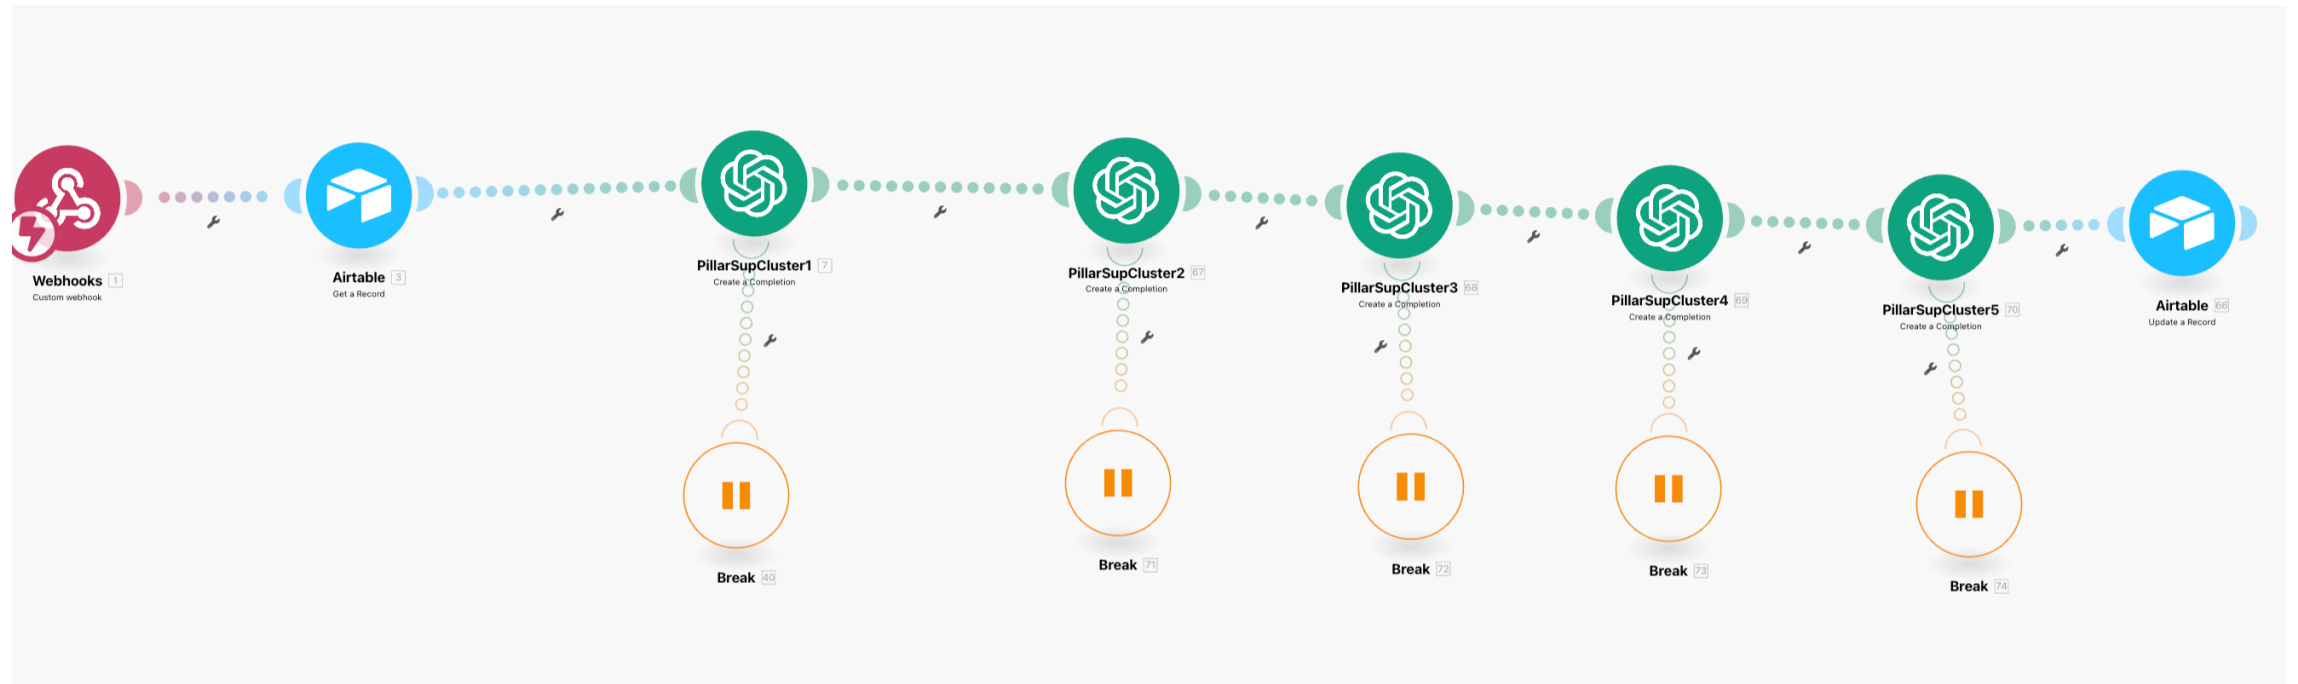 Webhooks 1
Custom webhook
Airtable 3
Get a Record
PillarSupCluster1 7
Create a Completion
PillarSupCluster2 67
Create a Completion
PillarSupCluster3 68
Create a Completion
PillarSupCluster4 69
Create a Completion
PillarSupCluster5 70
Create a Completion
Airtable 66
Update a Record
Break 40
Break 71
Break 72
Break 73
Break 74